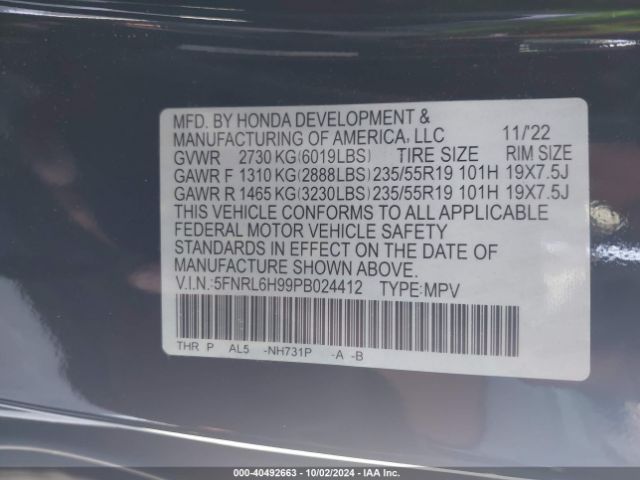 MFD. BY HONDA DEVELOPMENT &
MANUFACTURING OF AMERICA, LLC 11/'22
GVWR 2730 KG(6019LBS) TIRE SIZE RIM SIZE
GAWR F 1310 KG(2888LBS) 235/55R19 101H 19X7.5J
GAWR R 1465 KG(3230LBS) 235/55R19 101H 19X7.5J
THIS VEHICLE CONFORMS TO ALL APPLICABLE
FEDERAL MOTOR VEHICLE SAFETY
STANDARDS IN EFFECT ON THE DATE OF
MANUFACTURE SHOWN ABOVE.
V.I.N.:5FNRL6H99PB024412 TYPE:MPV
THR P AL5 -NH731P -A -B
000-40492663 - 10/02/2024 - IAAI.COM